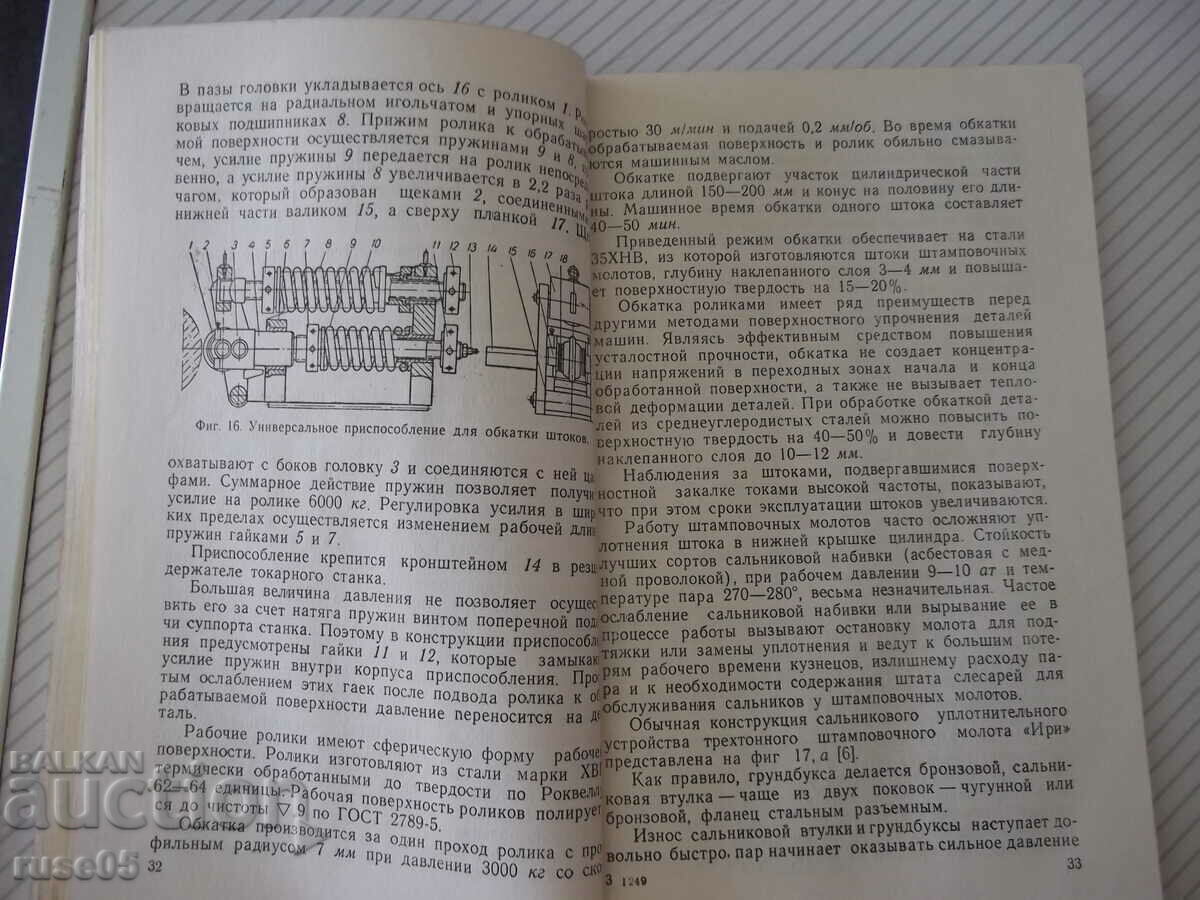 В пазы головки укладывается ось 16 с роликом 1.
вращается на радиальном игольчатом и упорных
ковых подшипниках 8. Прижим ролика к обрабаты
мой поверхности осуществляется пружинами 9 и 8,
чем, усилие пружины 9 передается на ролик непосред
венно, а усилие пружины 8 увеличивается в 2,2 раза
чагом, который образован щеками 2, соединенными
нижней части валиком 15, а сверху планкой 17. Щ
1 2 3 4 5 6 7 8 9 10 11 12 13 14 15 16 17 18
Фиг. 16. Универсальное приспособление для обкатки штоков.
охватывают с боков головку 3 и соединяются с ней ца
фами. Суммарное действие пружин позволяет получи
усилие на ролике 6000 кг. Регулировка усилия в шир
ких пределах осуществляется изменением рабочей длин
пружин гайками 5 и 7.
Приспособление крепится кронштейном 14 в резц
держателе токарного станка.
Большая величина давления не позволяет осущес
вить его за счет натяга пружин винтом поперечной под
чи суппорта станка. Поэтому в конструкции приспособл
ния предусмотрены гайки 11 и 12, которые замыкаю
усилие пружин внутри корпуса приспособления. Про
тым ослаблением этих гаек после подвода ролика к об
рабатываемой поверхности давление переносится на де
таль.
Рабочие ролики имеют сферическую форму рабоче
поверхности. Ролики изготовляют из стали марки ХВ
термически обработанными до твердости по Роквелл
62—64 единицы. Рабочая поверхность роликов полирует
ся до чистоты ▽ 9 по ГОСТ 2789-5.
Обкатка производится за один проход ролика с про
фильным радиусом 7 мм при давлении 3000 кг со ско
32
ростью 30 м/мин и подачей 0,2 мм/об. Во время обкатки
обрабатываемая поверхность и ролик обильно смазыва-
ются машинным маслом.
Обкатке подвергают участок цилиндрической части
штока длиной 150—200 мм и конус на половину его дли-
ны. Машинное время обкатки одного штока составляет
40—50 мин.
Приведенный режим обкатки обеспечивает на стали
35ХНВ, из которой изготовляются штоки штамповочных
молотов, глубину наклепанного слоя 3—4 мм и повыша-
ет поверхностную твердость на 15—20%.
Обкатка роликами имеет ряд преимуществ перед
другими методами поверхностного упрочнения деталей
машин. Являясь эффективным средством повышения
усталостной прочности, обкатка не создает концентра-
ции напряжений в переходных зонах начала и конца
обработанной поверхности, а также не вызывает тепло-
вой деформации деталей. При обработке обкаткой дета-
лей из среднеуглеродистых сталей можно повысить по-
верхностную твердость на 40—50% и довести глубину
наклепанного слоя до 10—12 мм.
Наблюдения за штоками, подвергавшимися поверх-
ностной закалке токами высокой частоты, показывают,
что при этом сроки эксплуатации штоков увеличиваются.
Работу штамповочных молотов часто осложняют уп-
лотнения штока в нижней крышке цилиндра. Стойкость
лучших сортов сальниковой набивки (асбестовая с мед-
ной проволокой), при рабочем давлении 9—10 ат и тем-
пературе пара 270—280°, весьма незначительная. Частое
ослабление сальниковой набивки или вырывание ее в
процессе работы вызывают остановку молота для под-
тяжки или замены уплотнения и ведут к большим поте-
рям рабочего времени кузнецов, излишнему расходу па-
ра и к необходимости содержания штата слесарей для
обслуживания сальников у штамповочных молотов.
Обычная конструкция сальникового уплотнительного
устройства трехтонного штамповочного молота «Ири»
представлена на фиг 17, а [6].
Как правило, грундбукса делается бронзовой, сальни-
ковая втулка — чаще из двух поковок — чугунной или
бронзовой, фланец стальным разъемным.
Износ сальниковой втулки и грундбуксы наступает до-
вольно быстро, пар начинает оказывать сильное давление
3 1249
33
BALKAN
auction
ruse05